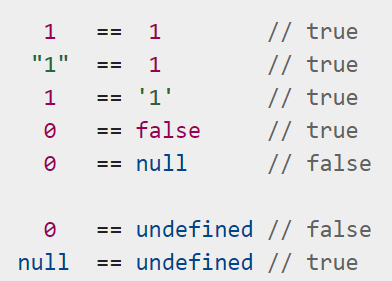 1 == 1 // true
"1" == 1 // true
1 == '1' // true
0 == false // true
0 == null // false
0 == undefined // false
null == undefined // true